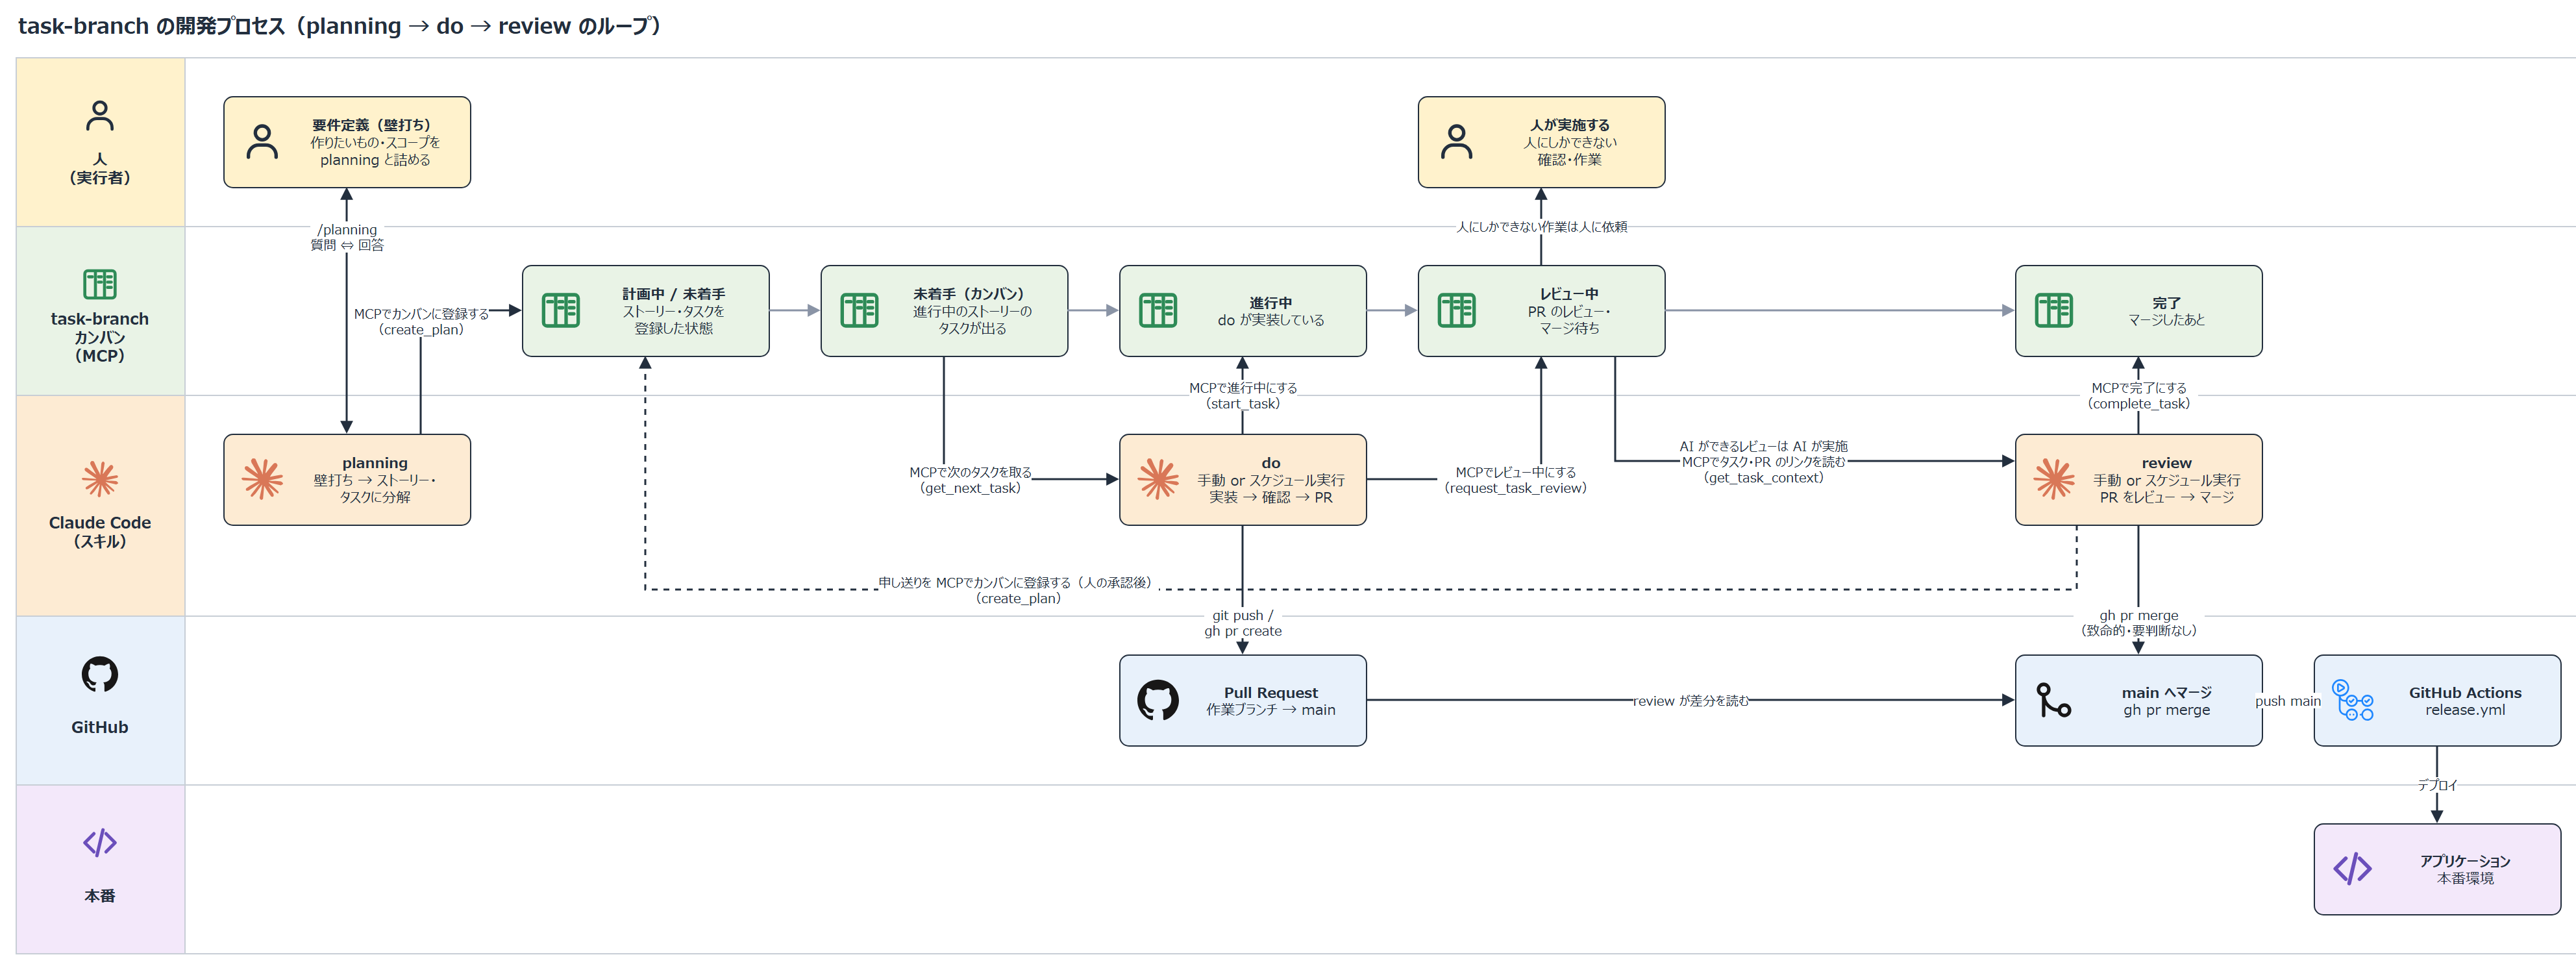 task-branch の開発プロセス（planning → do → review のループ）
人
（実行者）
要件定義（壁打ち）
作りたいもの・スコープを
planning と詰める
人が実施する
人にしかできない
確認・作業
/planning
質問 ⇔ 回答
人にしかできない作業は人に依頼
task-branch
カンバン
（MCP）
MCPでカンバンに登録する
（create_plan）
計画中 / 未着手
ストーリー・タスクを
登録した状態
未着手（カンバン）
進行中のストーリーの
タスクが出る
進行中
do が実装している
レビュー中
PR のレビュー・
マージ待ち
完了
マージしたあと
MCPで進行中にする
（start_task）
MCPで完了にする
（complete_task）
Claude Code
（スキル）
planning
壁打ち → ストーリー・
タスクに分解
MCPで次のタスクを取る
（get_next_task）
do
手動 or スケジュール実行
実装 → 確認 → PR
MCPでレビュー中にする
（request_task_review）
AI ができるレビューは AI が実施
MCPでタスク・PR のリンクを読む
（get_task_context）
review
手動 or スケジュール実行
PR をレビュー → マージ
申し送りを MCPでカンバンに登録する（人の承認後）
（create_plan）
git push /
gh pr create
gh pr merge
（致命的・要判断なし）
GitHub
Pull Request
作業ブランチ → main
review が差分を読む
main へマージ
gh pr merge
push main
GitHub Actions
release.yml
デプロイ
本番
アプリケーション
本番環境